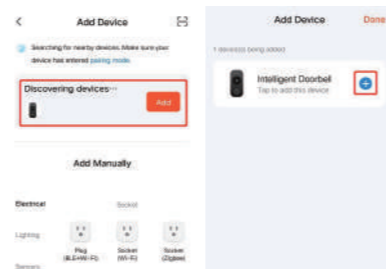 Add Device
Searching for nearby devices. Make sure your
device has entered pairing mode.
Discovering devices···
Add
Add Manually
Electrical
Socket
Lighting
Plug
(BLE+Wi-Fi)
Socket
(Wi-Fi)
Socket
(Zigbee)
Sensors
Add Device
Done
1 device(s) being added
Intelligent Doorbell
Tap to add this device